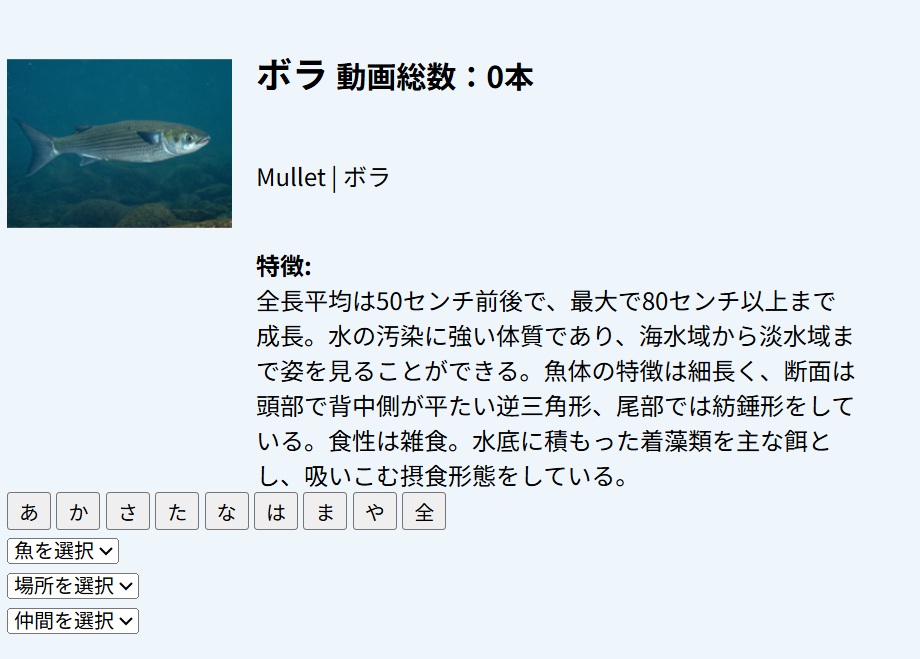 ボラ 動画総数：0本
Mullet | ボラ
特徴:
全長平均は50センチ前後で、最大で80センチ以上まで
成長。水の汚染に強い体質であり、海水域から淡水域ま
で姿を見ることができる。魚体の特徴は細長く、断面は
頭部で背中側が平たい逆三角形、尾部では紡錘形をして
いる。食性は雑食。水底に積もった着藻類を主な餌と
し、吸いこむ摂食形態をしている。
あ か さ た な は ま や 全
魚を選択
場所を選択
仲間を選択